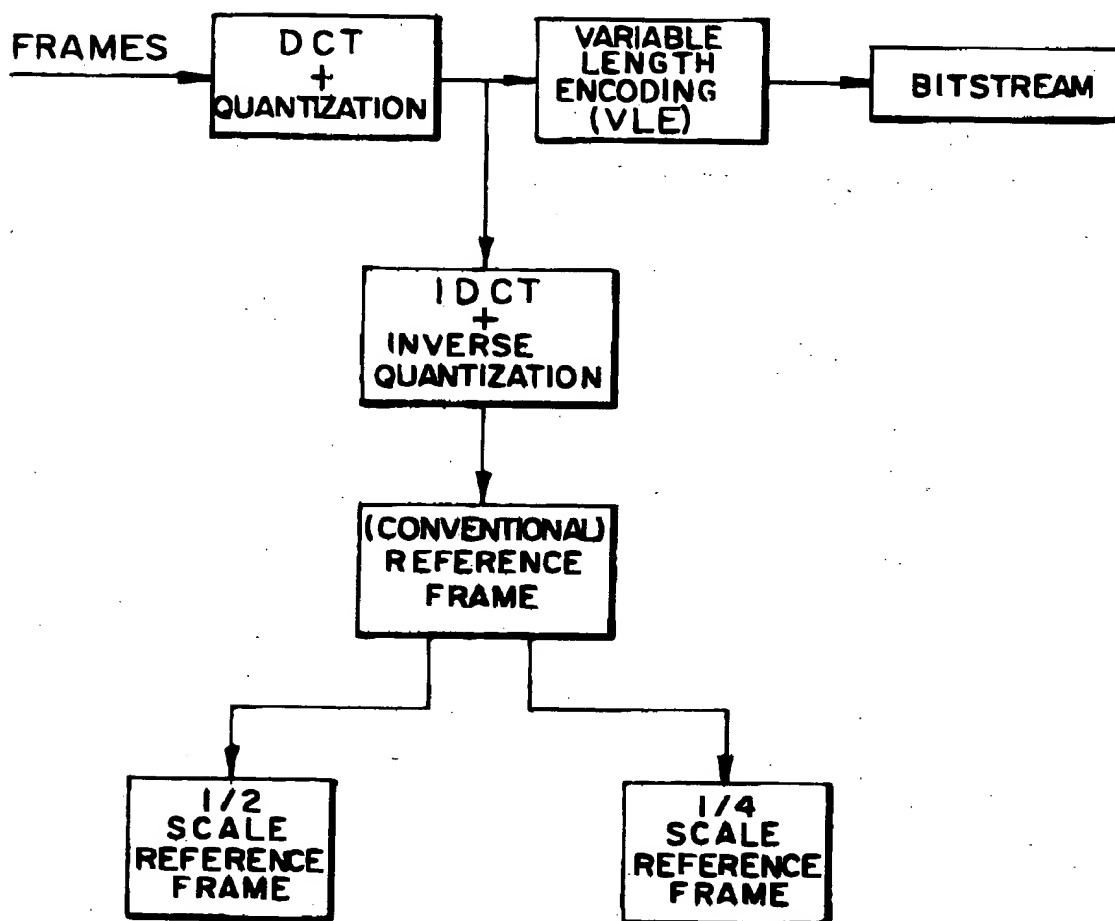 FRAMES
DCT
+
QUANTIZATION
VARIABLE
LENGTH
ENCODING
(VLE)
BITSTREAM
IDCT
+
INVERSE
QUANTIZATION
(CONVENTIONAL)
REFERENCE
FRAME
1/2
SCALE
REFERENCE
FRAME
1/4
SCALE
REFERENCE
FRAME